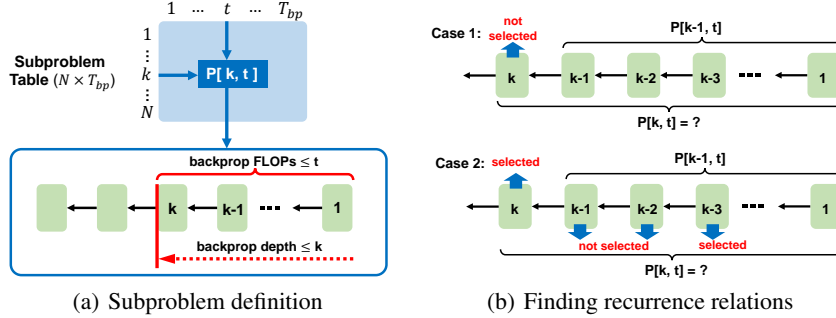 1 ... t ... T_bp
Subproblem
Table (N × T_bp)
1
⋮
k
⋮
N
P[ k, t ]
backprop FLOPs ≤ t
k
k-1
1
backprop depth ≤ k
(a) Subproblem definition
Case 1:
not
selected
P[k-1, t]
k
k-1
k-2
k-3
1
P[k, t] = ?
Case 2:
selected
P[k-1, t]
k
k-1
k-2
k-3
1
not selected
selected
P[k, t] = ?
(b) Finding recurrence relations